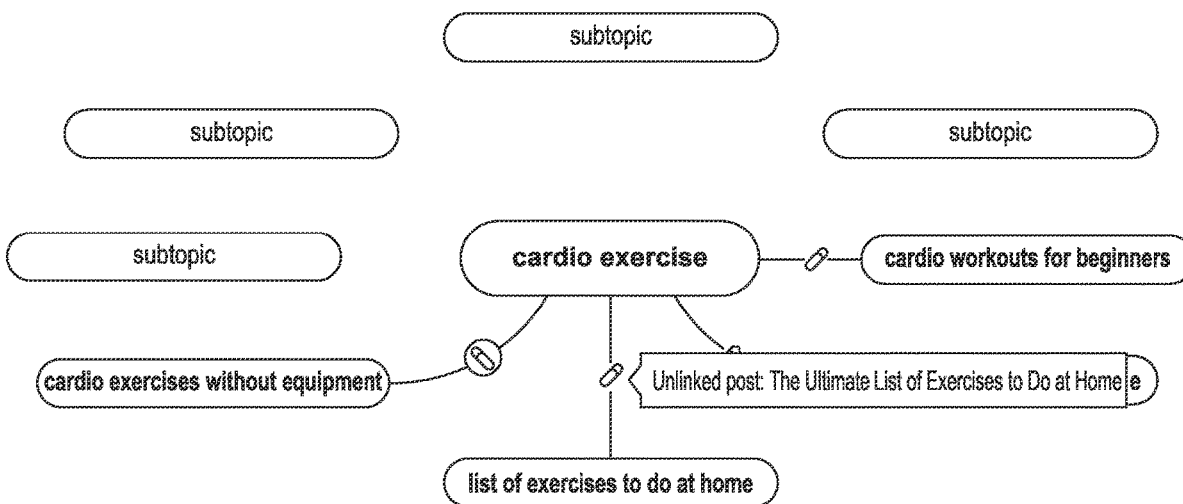 subtopic
subtopic
subtopic
subtopic
cardio exercise
cardio workouts for beginners
cardio exercises without equipment
Unlinked post: The Ultimate List of Exercises to Do at Home
e
list of exercises to do at home